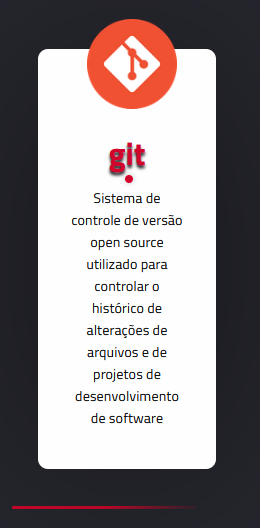 git
Sistema de
controle de versão
open source
utilizado para
controlar o
histórico de
alterações de
arquivos e de
projetos de
desenvolvimento
de software